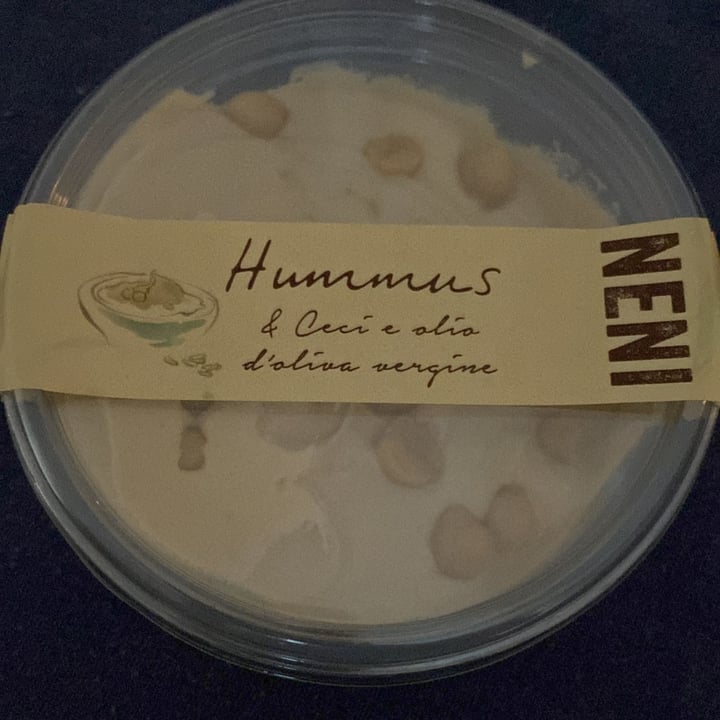 Hummus
& Ceci e olio
d'oliva vergine
NENI